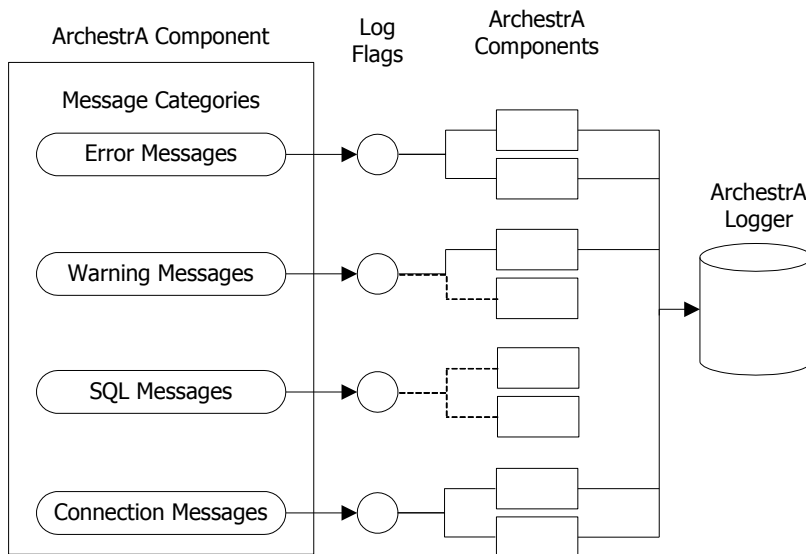 ArchestrA Component
Log
Flags
ArchestrA
Components
Message Categories
Error Messages
Warning Messages
SQL Messages
Connection Messages
ArchestrA
Logger